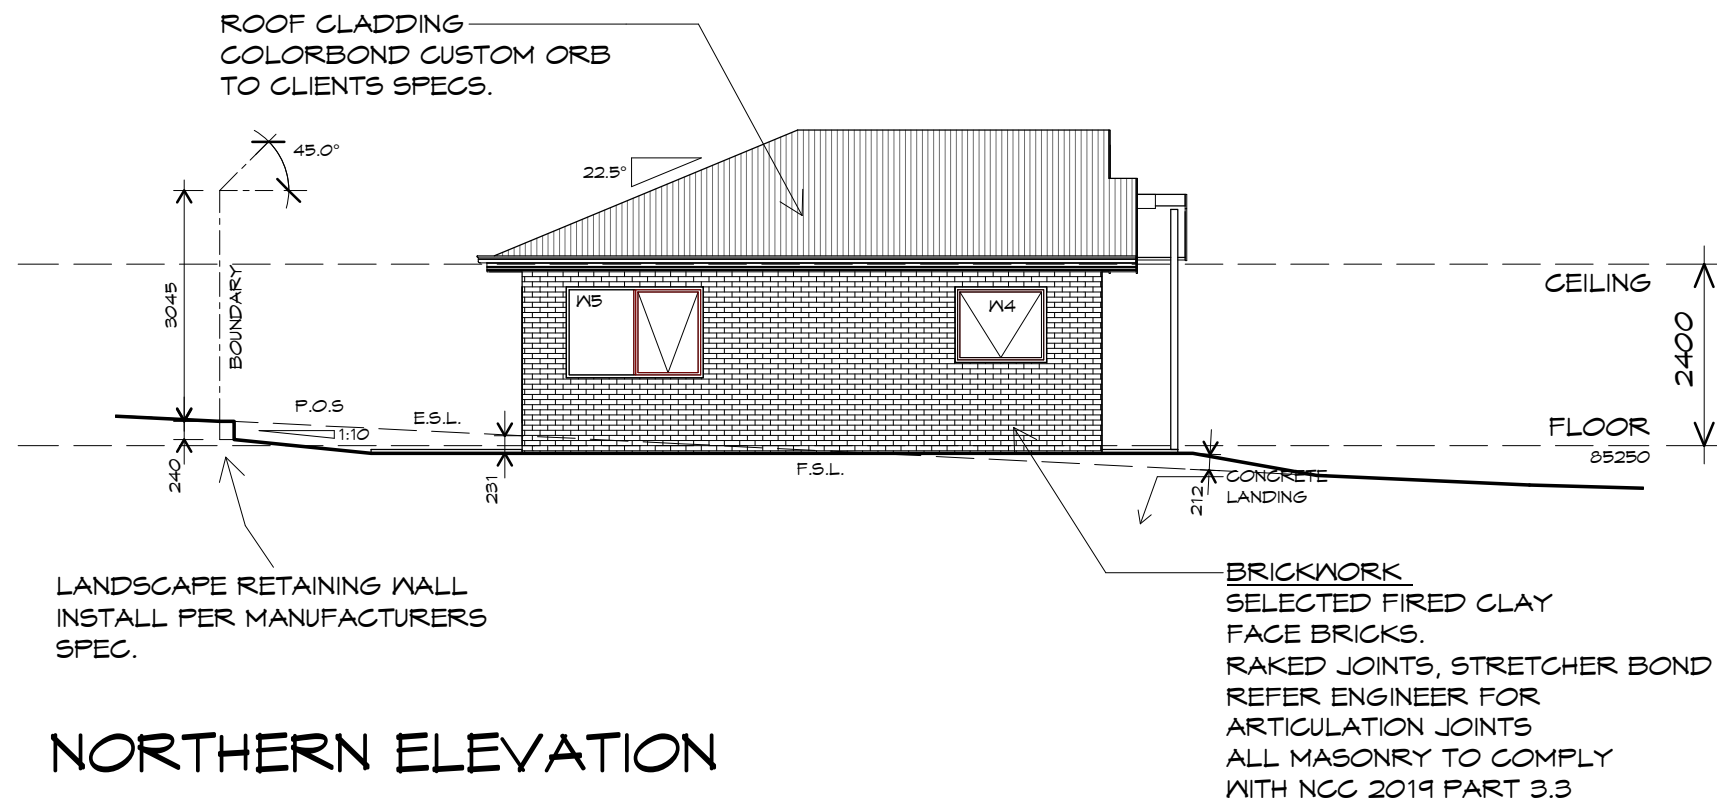 ROOF CLADDING
COLORBOND CUSTOM ORB
TO CLIENTS SPECS.
45.0°
22.5°
3045
BOUNDARY
W5
W4
CEILING
2400
P.O.S
E.S.L.
1:10
FLOOR
85250
240
231
F.S.L.
212
CONCRETE
LANDING
LANDSCAPE RETAINING WALL
INSTALL PER MANUFACTURERS
SPEC.
BRICKWORK
SELECTED FIRED CLAY
FACE BRICKS.
RAKED JOINTS, STRETCHER BOND
REFER ENGINEER FOR
ARTICULATION JOINTS
ALL MASONRY TO COMPLY
WITH NCC 2019 PART 3.3
NORTHERN ELEVATION